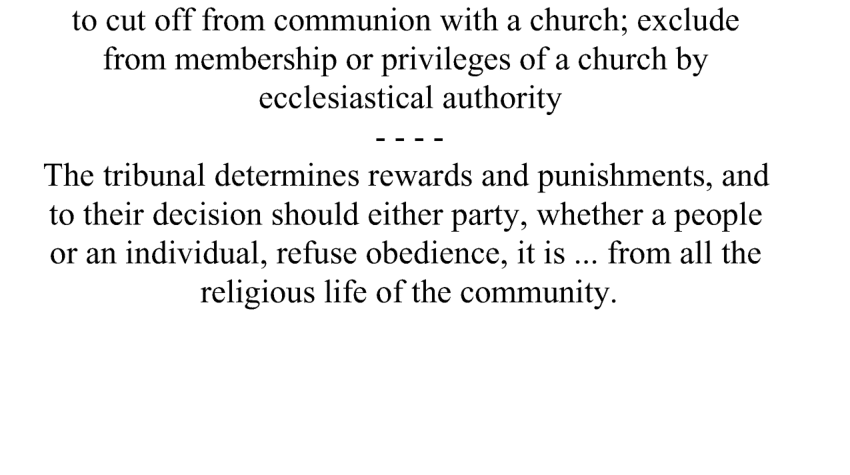 to cut off from communion with a church; exclude
from membership or privileges of a church by
ecclesiastical authority
- - - -
The tribunal determines rewards and punishments, and
to their decision should either party, whether a people
or an individual, refuse obedience, it is ... from all the
religious life of the community.